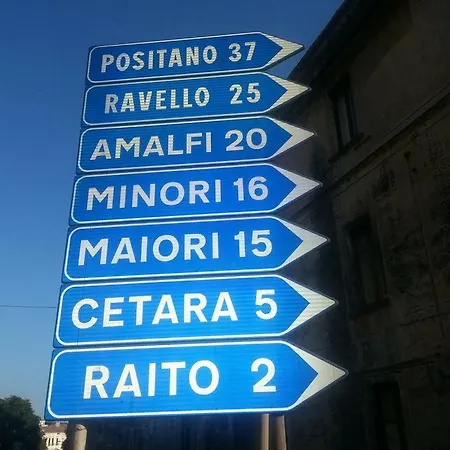 POSITANO 37
RAVELLO 25
AMALFI 20
MINORI 16
MAIORI 15
CETARA 5
RAITO 2